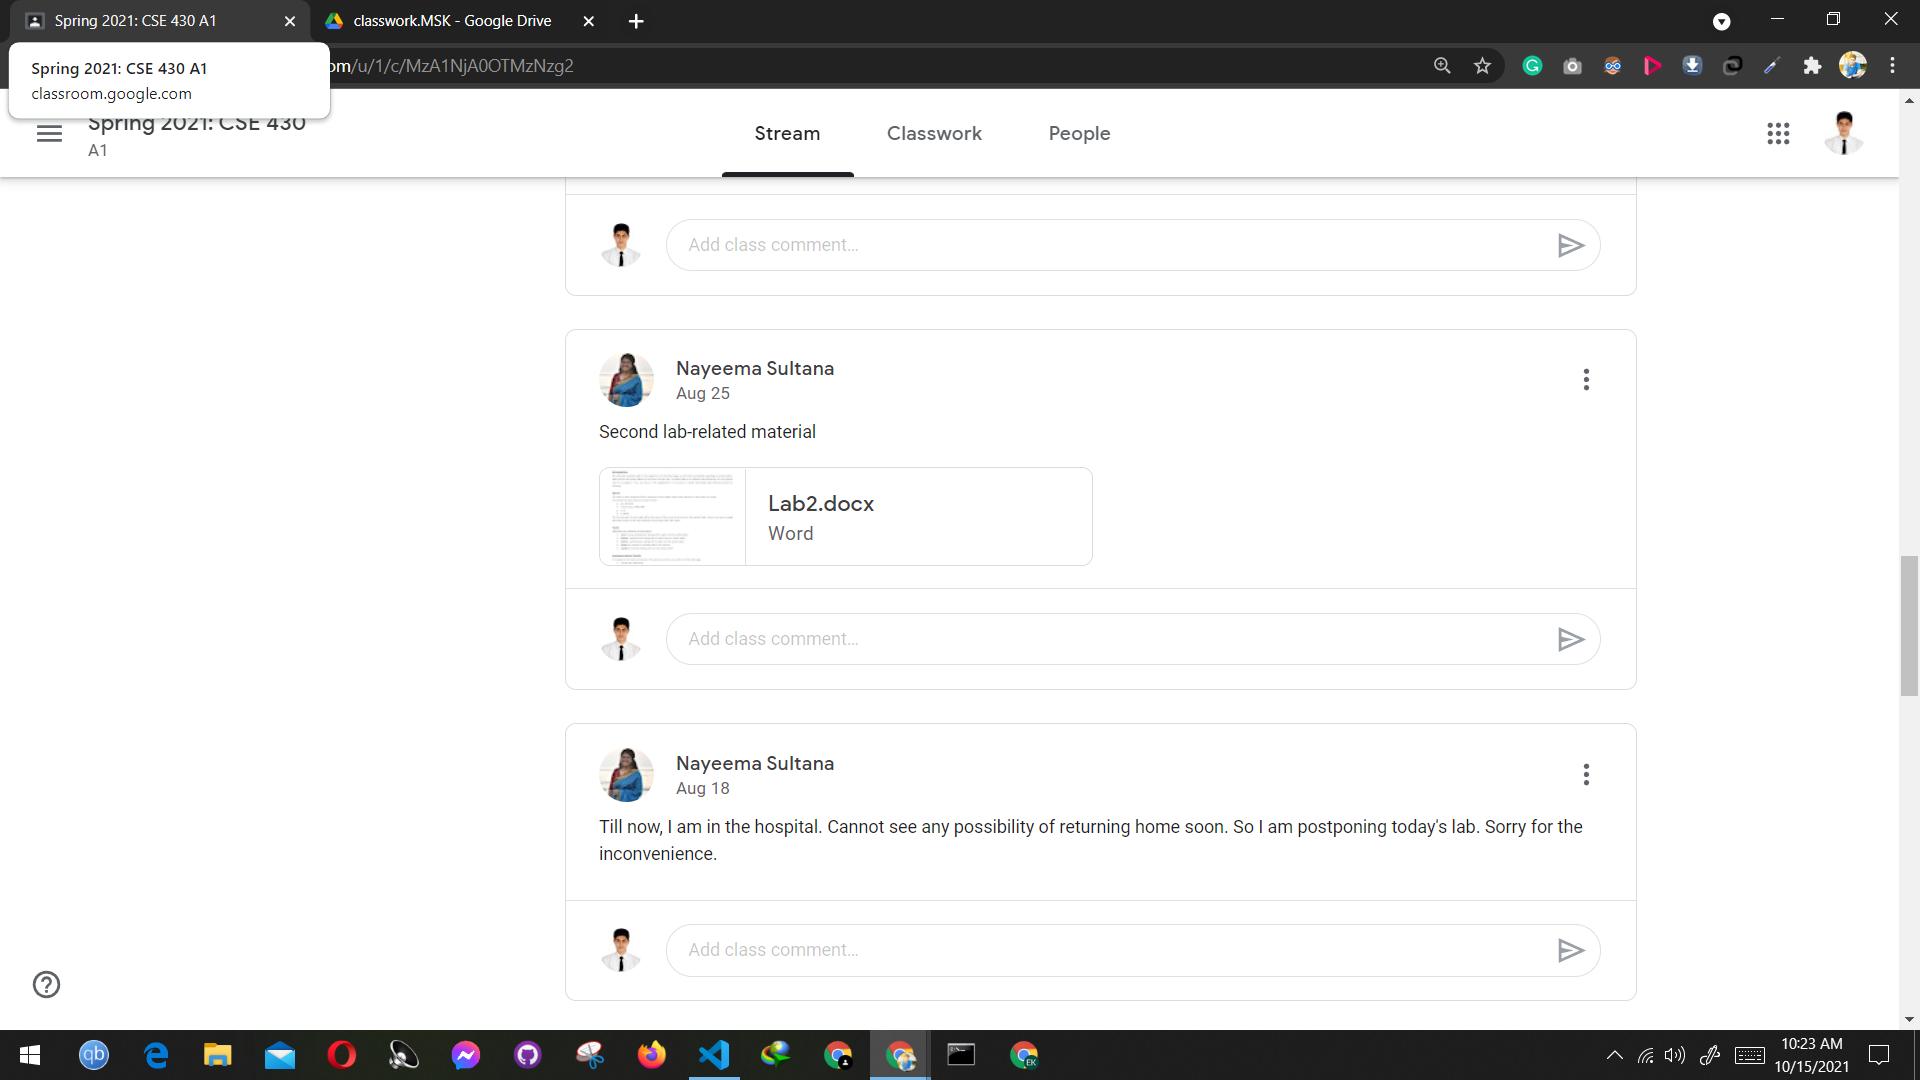 Spring 2021: CSE 430 A1
classwork.MSK - Google Drive
Spring 2021: CSE 430 A1
classroom.google.com
om/u/1/c/MzA1NjA0OTMzNzg2
Spring 2021: CSE 430
A1
Stream
Classwork
People
Add class comment...
Nayeema Sultana
Aug 25
Second lab-related material
Lab2.docx
Word
Add class comment...
Nayeema Sultana
Aug 18
Till now, I am in the hospital. Cannot see any possibility of returning home soon. So I am postponing today's lab. Sorry for the
inconvenience.
Add class comment...
qb
EK
10:23 AM
10/15/2021